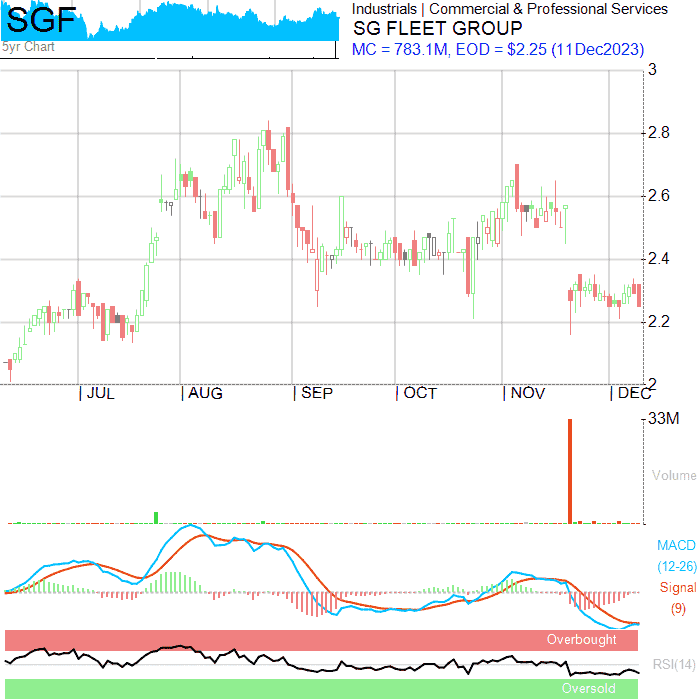 SGF
5yr Chart
Industrials | Commercial & Professional Services
SG FLEET GROUP
MC = 783.1M, EOD = $2.25 (11Dec2023)
3
2.8
2.6
2.4
2.2
2
JUL AUG SEP OCT NOV DEC
33M
Volume
MACD
(12-26)
Signal
(9)
Overbought
RSI(14)
Oversold